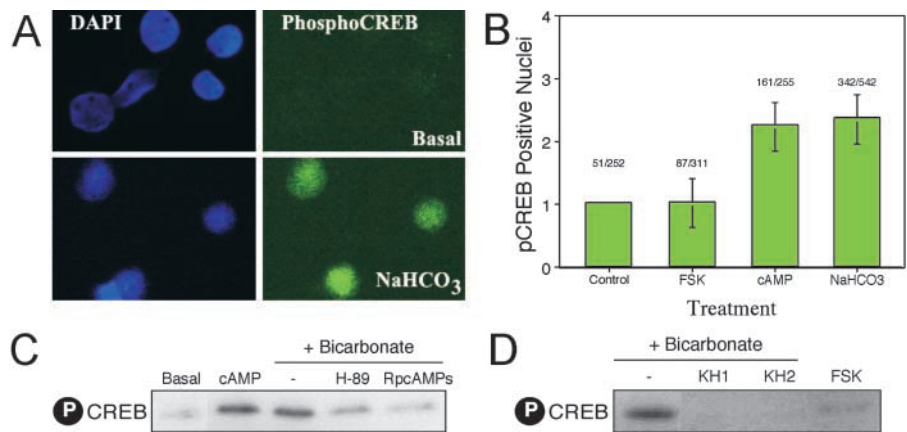 A
DAPI
PhosphoCREB
Basal
NaHCO3
B
pCREB Positive Nuclei
4
3
2
1
0
51/252
87/311
161/255
342/542
Control
FSK
cAMP
NaHCO3
Treatment
C
+ Bicarbonate
Basal cAMP - H-89 RpcAMPs
P CREB
D
+ Bicarbonate
- KH1 KH2 FSK
P CREB